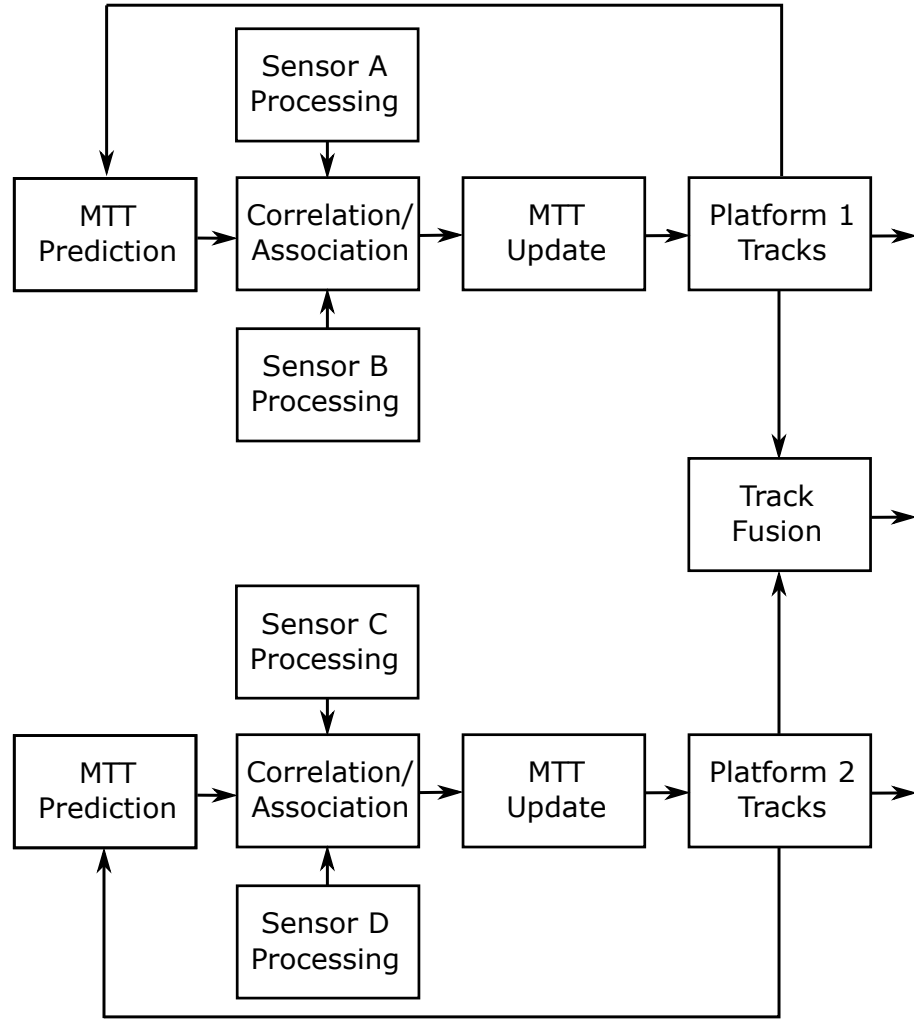 Sensor A
Processing
MTT
Prediction
Correlation/
Association
MTT
Update
Platform 1
Tracks
Sensor B
Processing
Track
Fusion
Sensor C
Processing
MTT
Prediction
Correlation/
Association
MTT
Update
Platform 2
Tracks
Sensor D
Processing